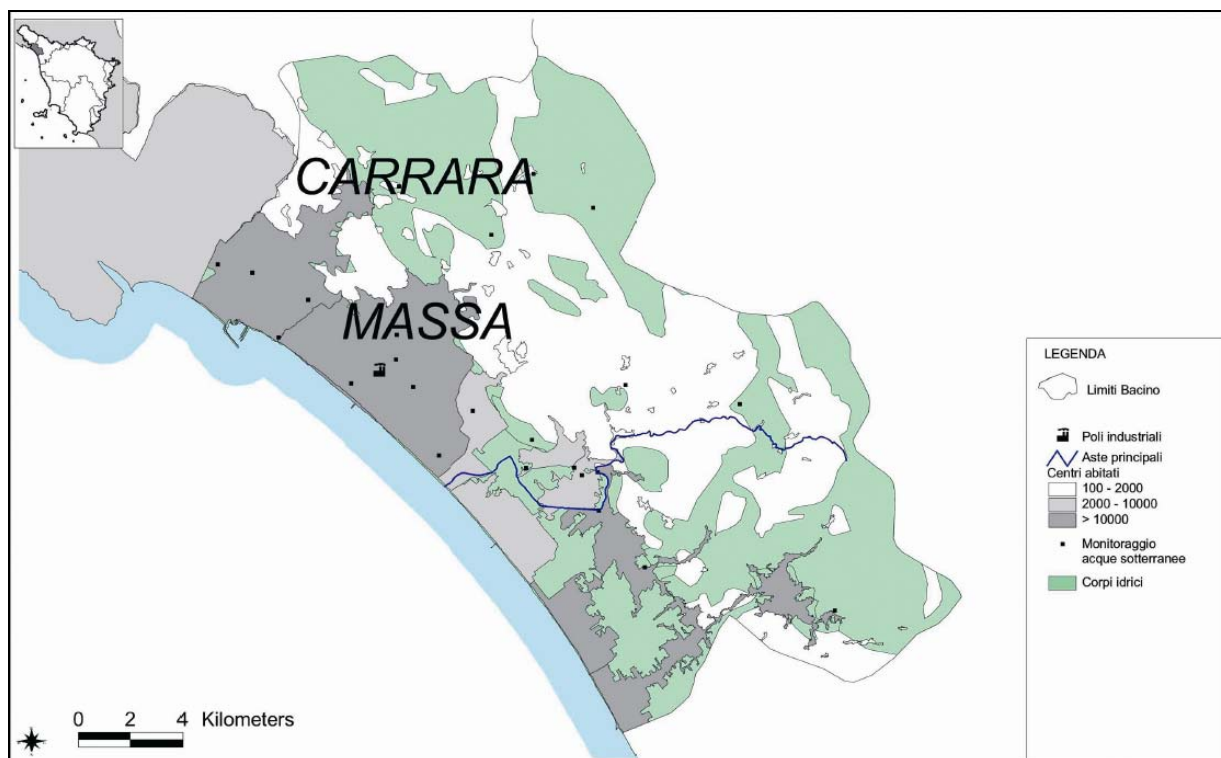 CARRARA
MASSA
LEGENDA
Limiti Bacino
Poli industriali
Aste principali
Centri abitati
100 - 2000
2000 - 10000
> 10000
Monitoraggio
acque sotterranee
Corpi idrici
0 2 4 Kilometers